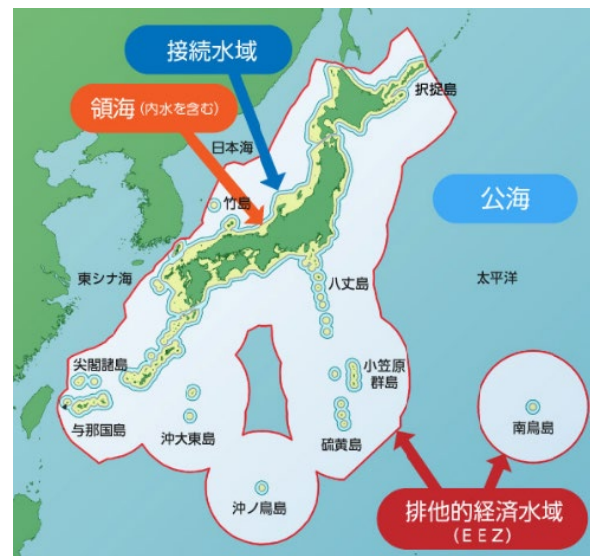 接続水域
領海(内水を含む)
択捉島
日本海
竹島
公海
東シナ海
八丈島
太平洋
尖閣諸島
小笠原
群島
与那国島
沖大東島
硫黄島
南鳥島
沖ノ鳥島
排他的経済水域
(EEZ)